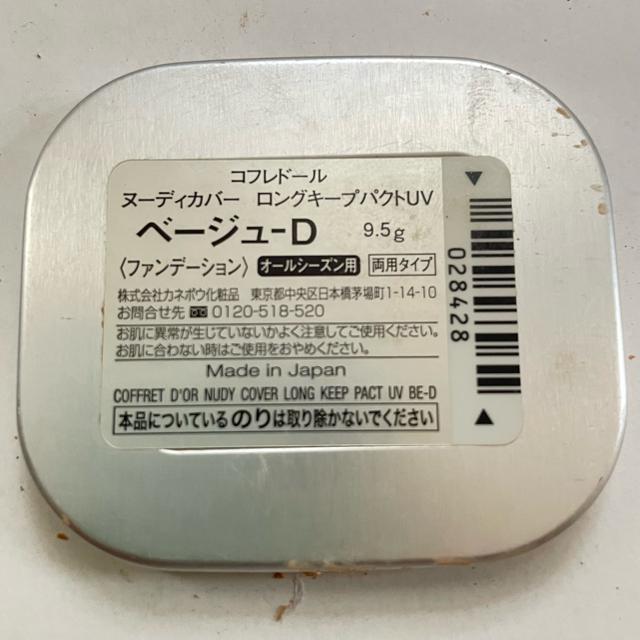 コフレドール
ヌーディカバー ロングキープパクトUV
ベージュ-D 9.5g
〈ファンデーション〉 オールシーズン用 両用タイプ
株式会社カネボウ化粧品 東京都中央区日本橋茅場町1-14-10
お問合せ先 0120-518-520
お肌に異常が生じていないかよく注意してご使用ください。
お肌に合わない時はご使用をおやめください。
Made in Japan
COFFRET D'OR NUDY COVER LONG KEEP PACT UV BE-D
本品についているのりは取り除かないでください
028428